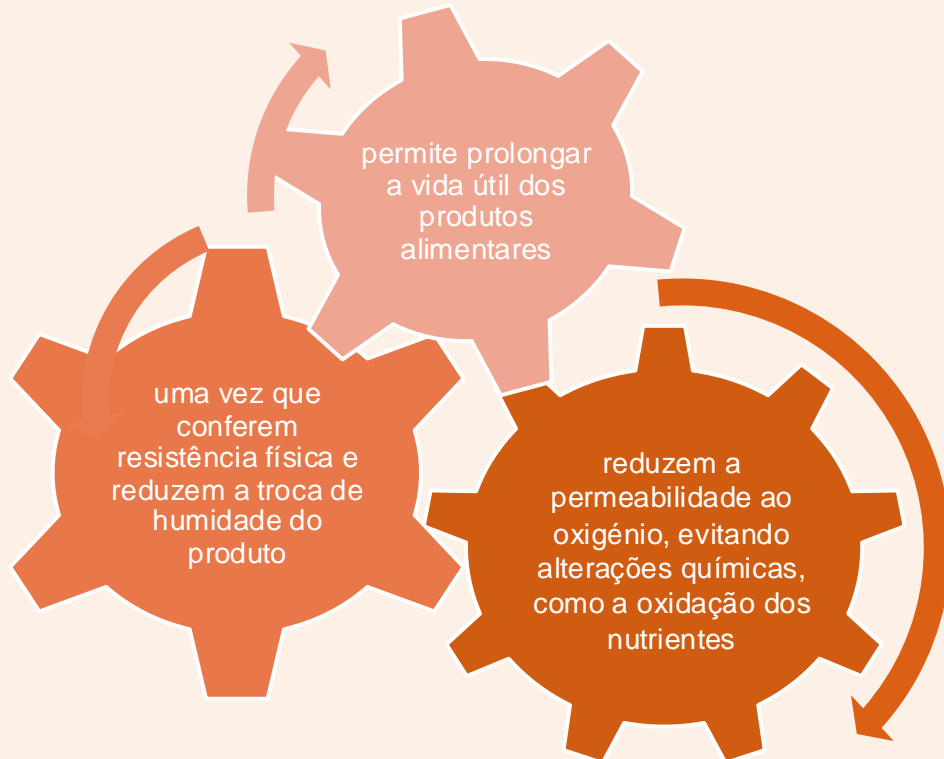 permite prolongar
a vida útil dos
produtos
alimentares
uma vez que
conferem
resistência física e
reduzem a troca de
humidade do
produto
reduzem a
permeabilidade ao
oxigénio, evitando
alterações químicas,
como a oxidação dos
nutrientes